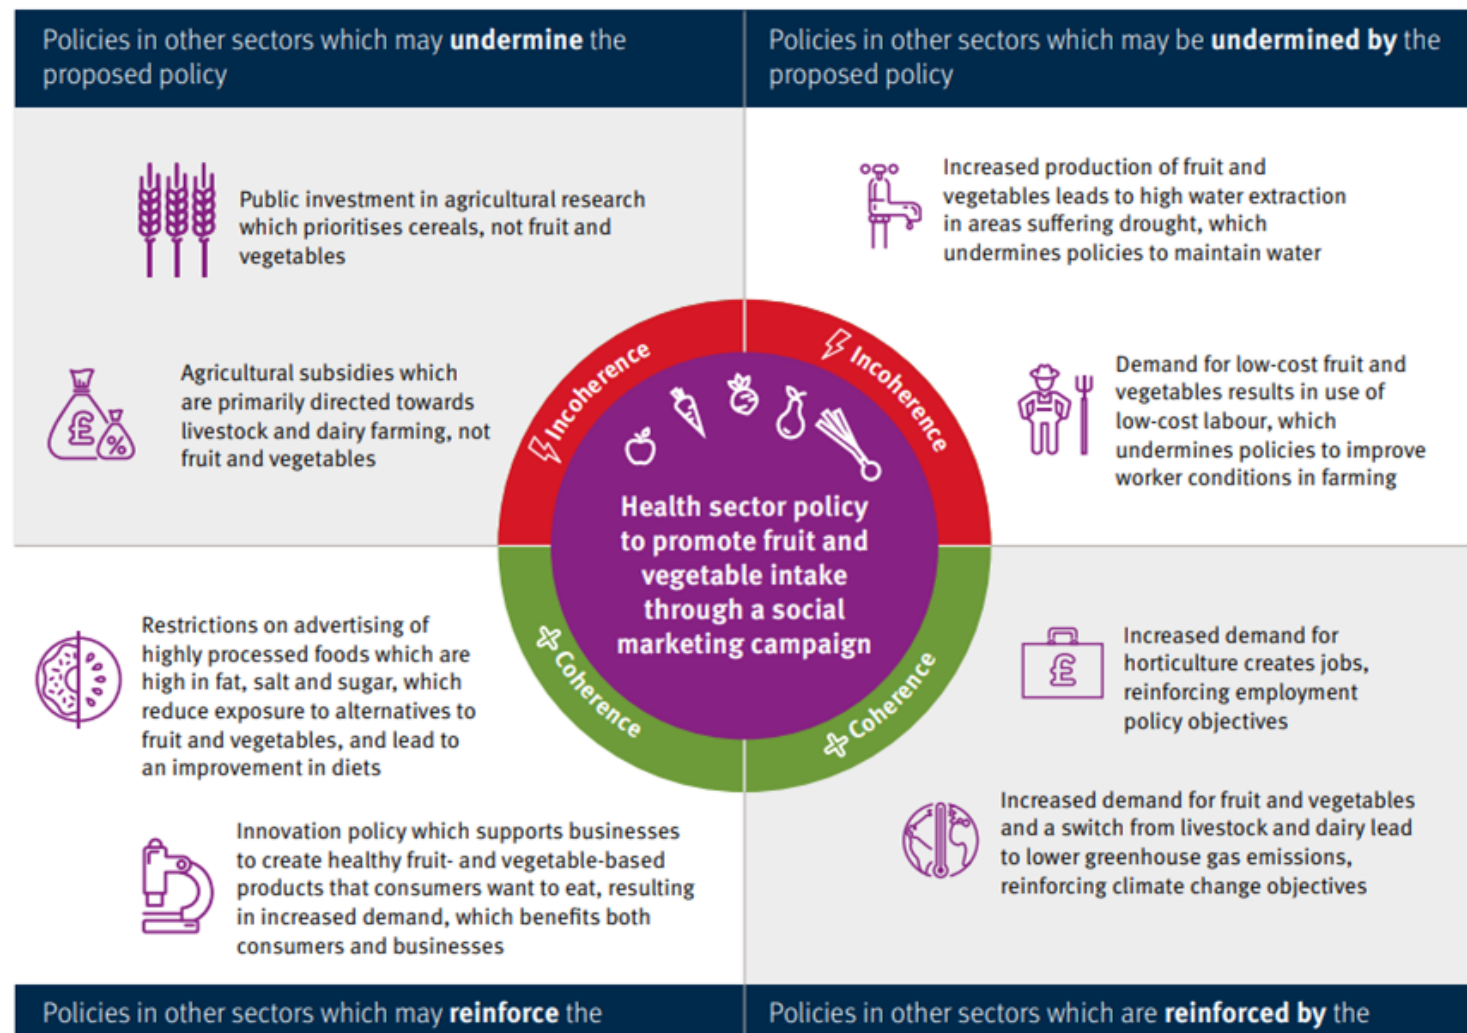 Policies in other sectors which may undermine the
proposed policy
Policies in other sectors which may be undermined by the
proposed policy
Public investment in agricultural research
which prioritises cereals, not fruit and
vegetables
Agricultural subsidies which
are primarily directed towards
livestock and dairy farming, not
fruit and vegetables
£
%
Increased production of fruit and
vegetables leads to high water extraction
in areas suffering drought, which
undermines policies to maintain water
Demand for low-cost fruit and
vegetables results in use of
low-cost labour, which
undermines policies to improve
worker conditions in farming
Incoherence
Incoherence
Health sector policy
to promote fruit and
vegetable intake
through a social
marketing campaign
Coherence
Coherence
Restrictions on advertising of
highly processed foods which are
high in fat, salt and sugar, which
reduce exposure to alternatives to
fruit and vegetables, and lead to
an improvement in diets
Innovation policy which supports businesses
to create healthy fruit- and vegetable-based
products that consumers want to eat, resulting
in increased demand, which benefits both
consumers and businesses
£
Increased demand for
horticulture creates jobs,
reinforcing employment
policy objectives
Increased demand for fruit and vegetables
and a switch from livestock and dairy lead
to lower greenhouse gas emissions,
reinforcing climate change objectives
Policies in other sectors which may reinforce the
Policies in other sectors which are reinforced by the